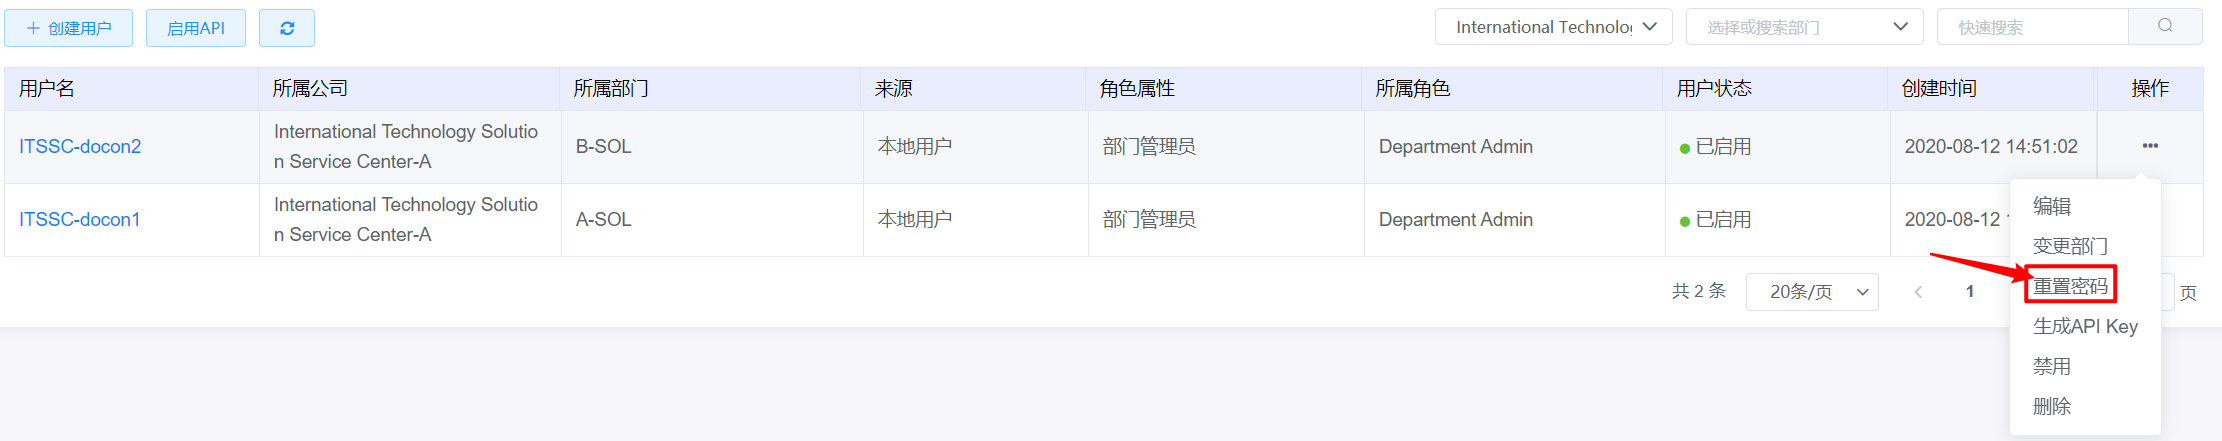 + 创建用户 启用API International Technolo 选择或搜索部门 快速搜索
用户名 所属公司 所属部门 来源 角色属性 所属角色 用户状态 创建时间 操作
ITSSC-docon2 International Technology Solutio
n Service Center-A B-SOL 本地用户 部门管理员 Department Admin 已启用 2020-08-12 14:51:02 •••
ITSSC-docon1 International Technology Solutio
n Service Center-A A-SOL 本地用户 部门管理员 Department Admin 已启用 2020-08-12
共 2 条 20条/页 1 页
编辑
变更部门
重置密码
生成API Key
禁用
删除